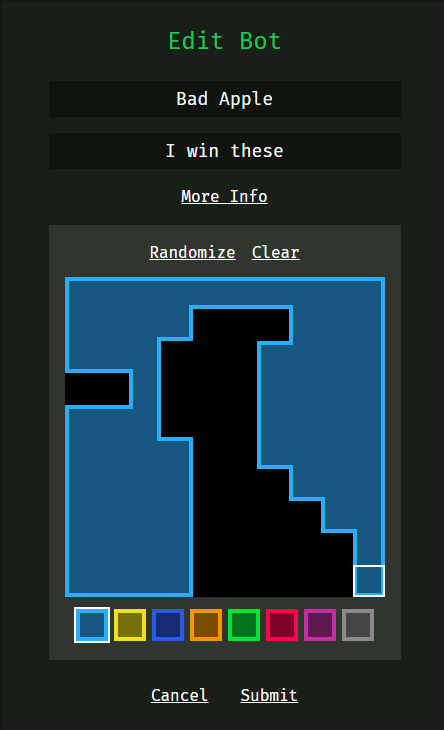 Edit Bot
Bad Apple
I win these
More Info
Randomize Clear
Cancel Submit